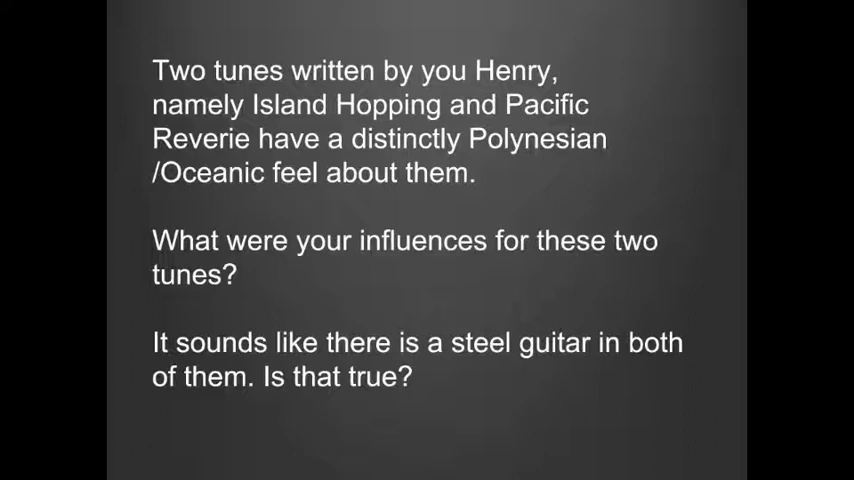 Two tunes written by you Henry,
namely Island Hopping and Pacific
Reverie have a distinctly Polynesian
/Oceanic feel about them.
What were your influences for these two
tunes?
It sounds like there is a steel guitar in both
of them. Is that true?